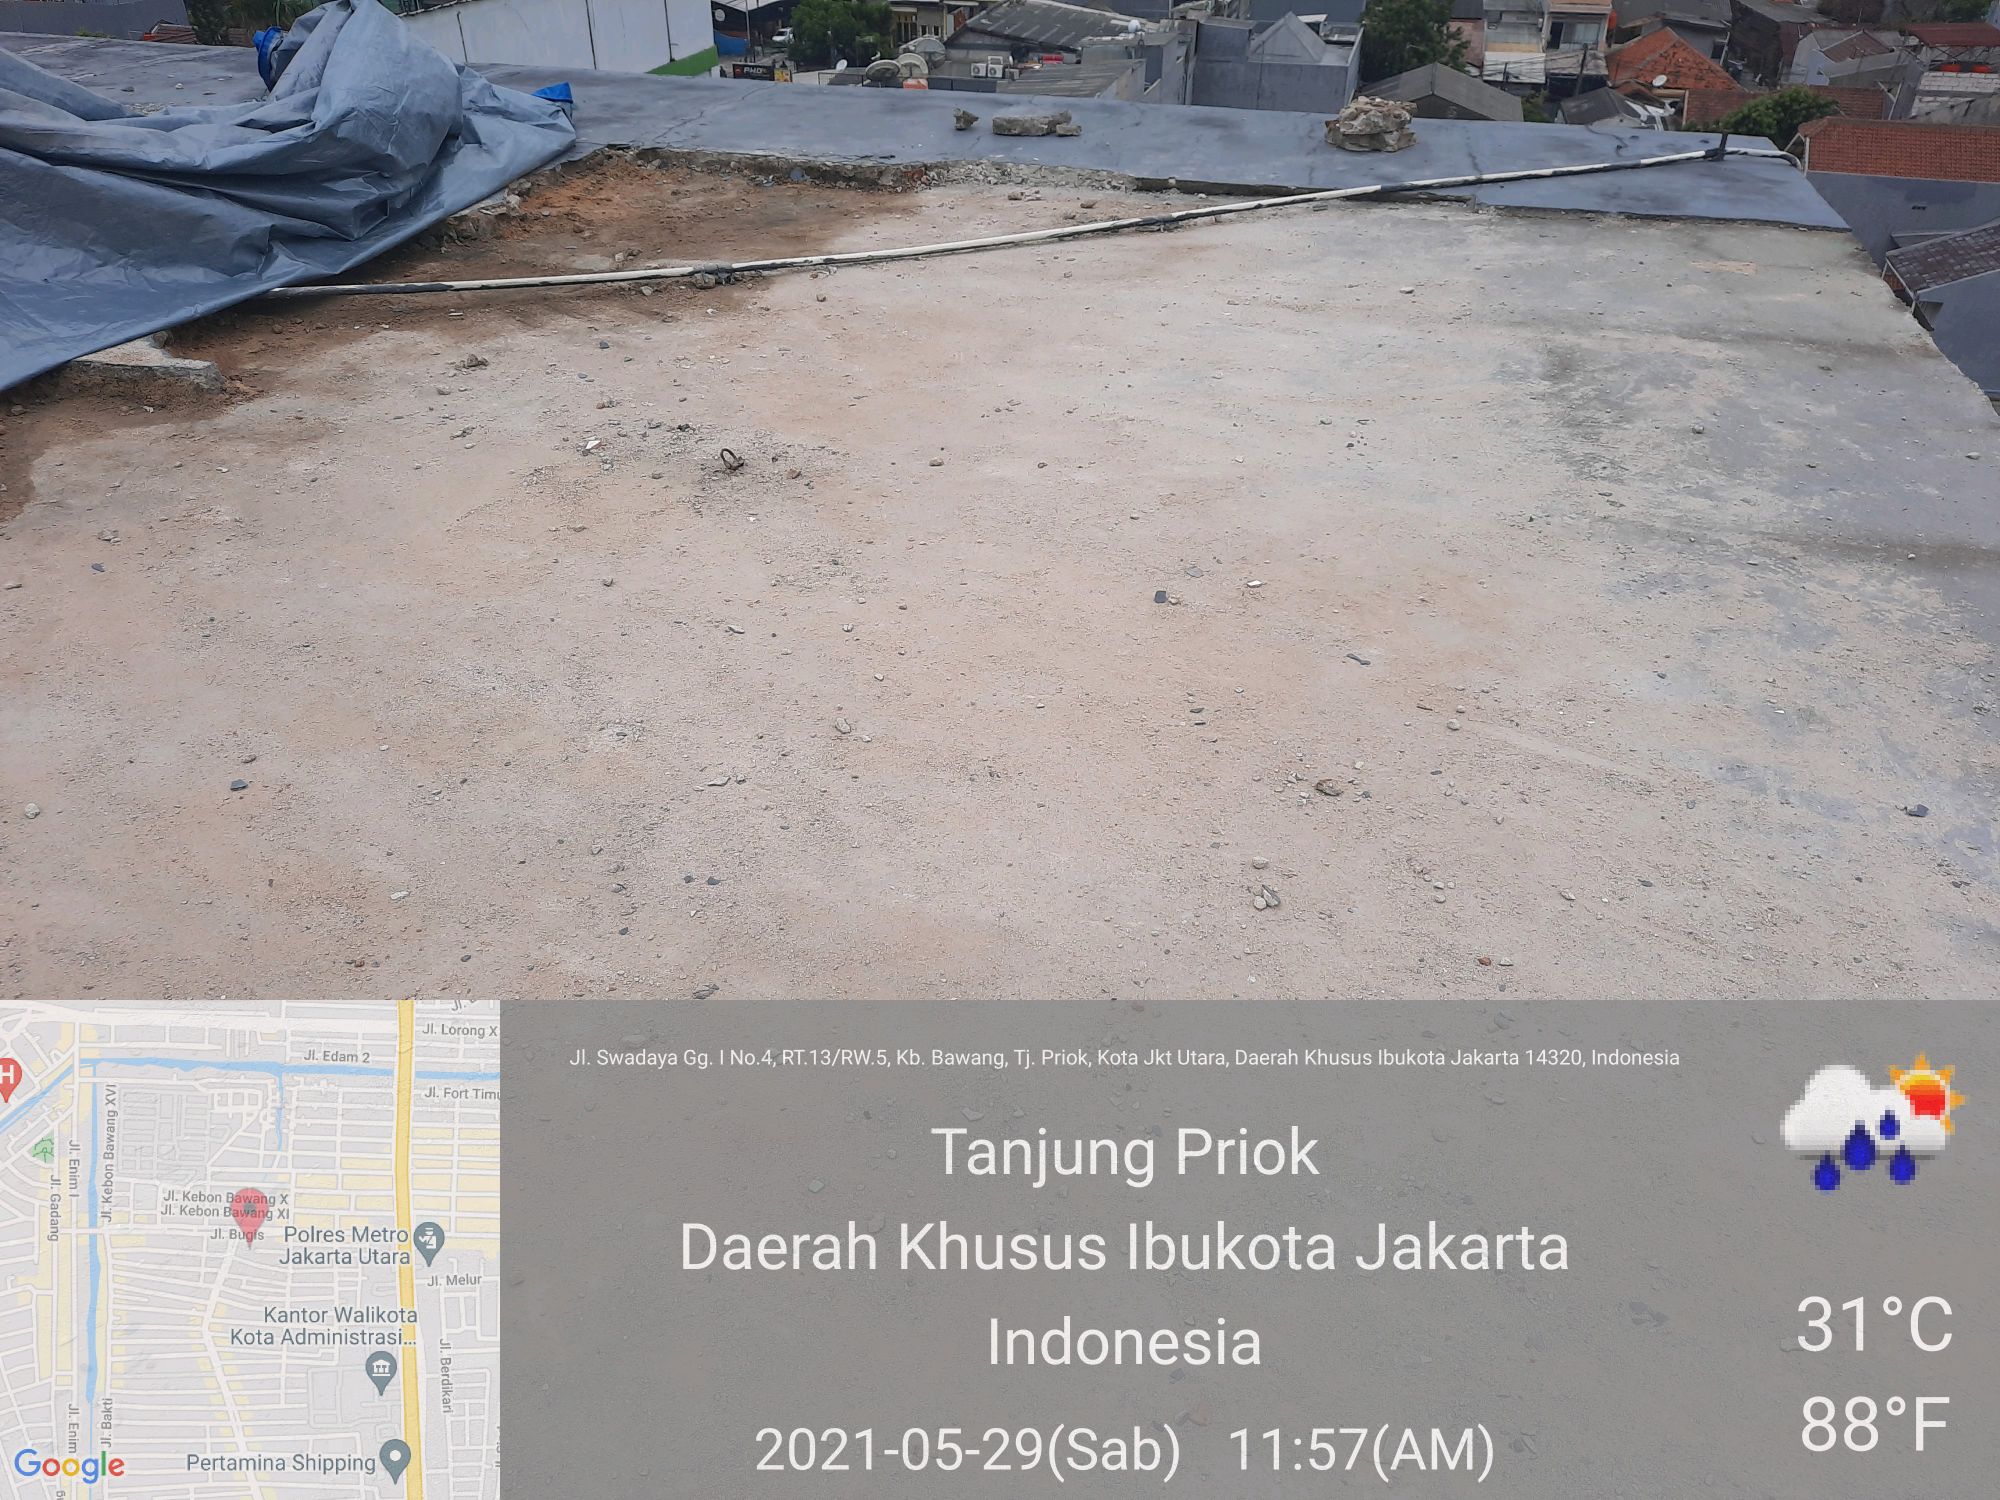 PHD
Jl. Lorong X
Jl. Edam 2
Jl. Fort Timu
Jl. Kebon Bawang XVI
Jl. Enim I
Jl. Gadang
Jl. Kebon Bawang X
Jl. Kebon Bawang XI
Jl. Bugis
Polres Metro
Jakarta Utara
Jl. Melur
Kantor Walikota
Kota Administrasi...
Jl. Berdikari
Jl. Bakti
Jl. Enim
Pertamina Shipping
Google
H
Jl. Swadaya Gg. I No.4, RT.13/RW.5, Kb. Bawang, Tj. Priok, Kota Jkt Utara, Daerah Khusus Ibukota Jakarta 14320, Indonesia
Tanjung Priok
Daerah Khusus Ibukota Jakarta
Indonesia
2021-05-29(Sab) 11:57(AM)
31°C
88°F